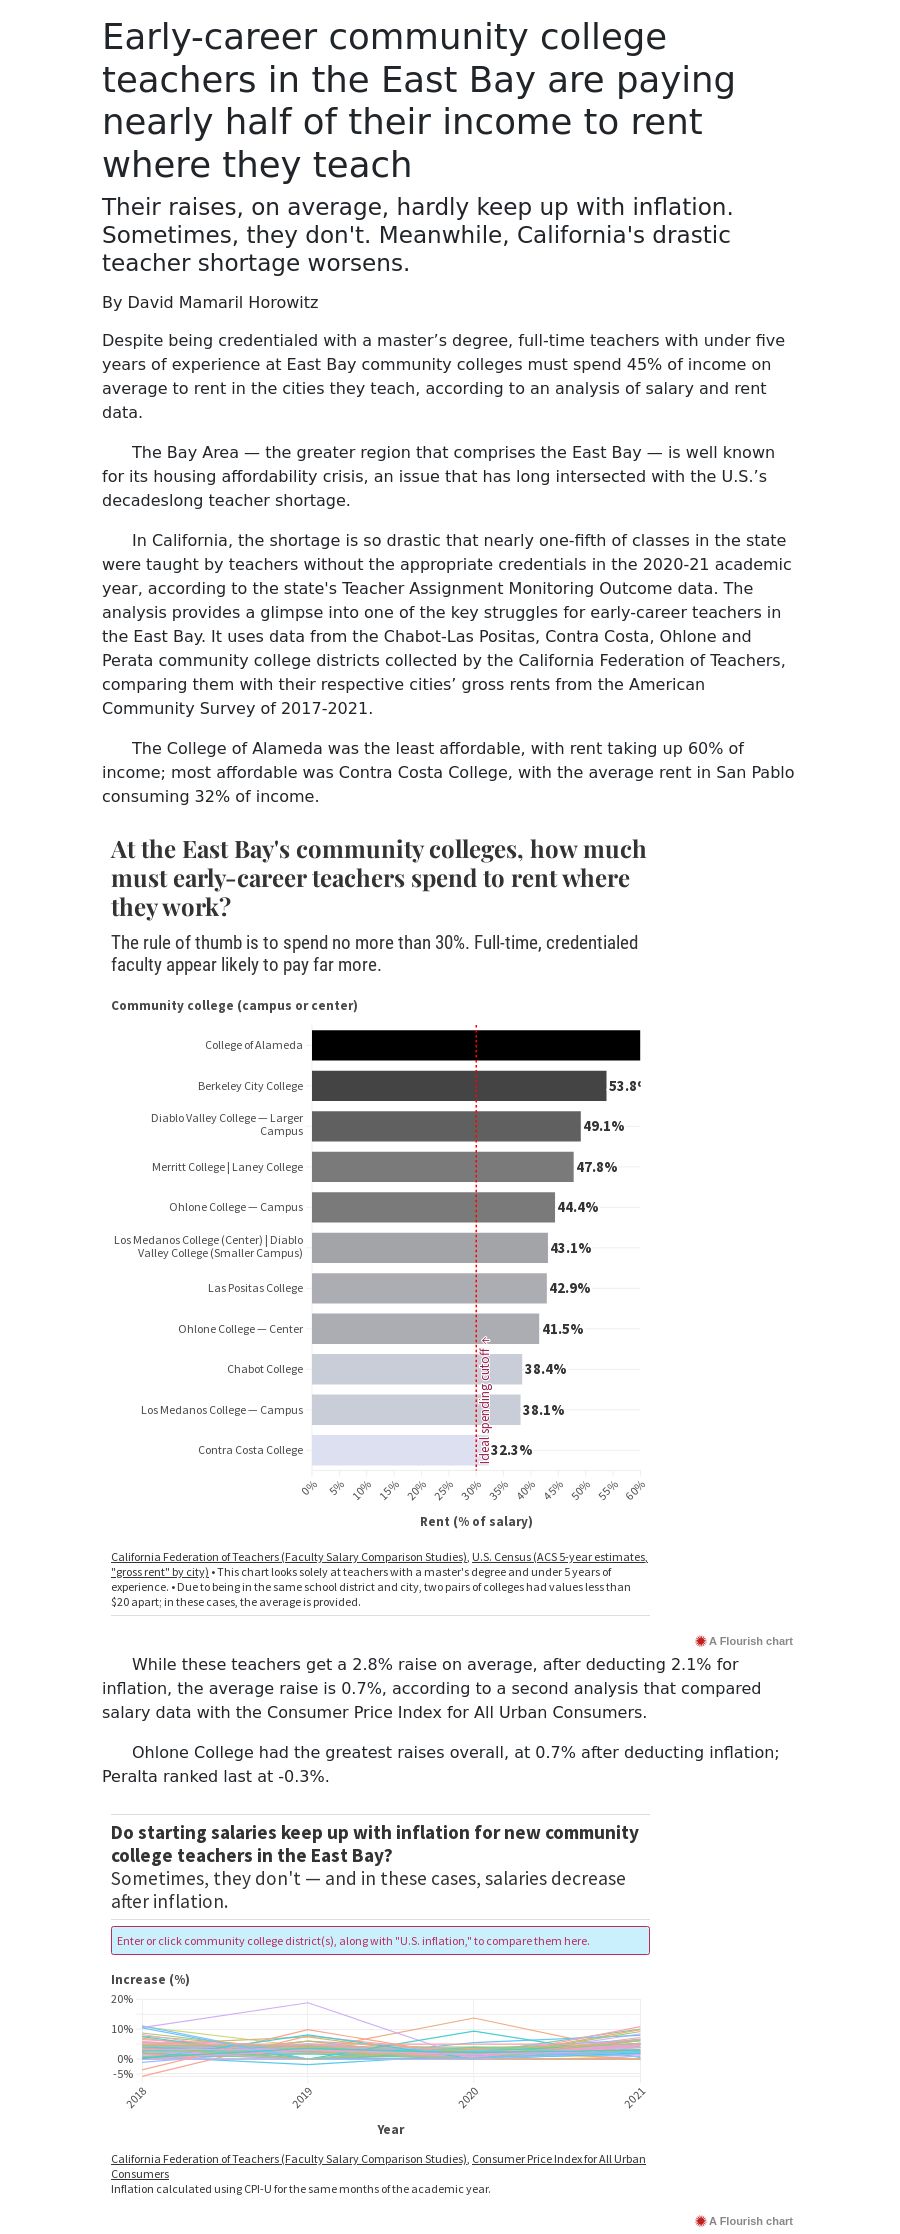 Early-career community college
teachers in the East Bay are paying
nearly half of their income to rent
where they teach
Their raises, on average, hardly keep up with inflation.
Sometimes, they don't. Meanwhile, California's drastic
teacher shortage worsens.
By David Mamaril Horowitz
Despite being credentialed with a master’s degree, full-time teachers with under five
years of experience at East Bay community colleges must spend 45% of income on
average to rent in the cities they teach, according to an analysis of salary and rent
data.
The Bay Area — the greater region that comprises the East Bay — is well known
for its housing affordability crisis, an issue that has long intersected with the U.S.’s
decadeslong teacher shortage.
In California, the shortage is so drastic that nearly one-fifth of classes in the state
were taught by teachers without the appropriate credentials in the 2020-21 academic
year, according to the state's Teacher Assignment Monitoring Outcome data. The
analysis provides a glimpse into one of the key struggles for early-career teachers in
the East Bay. It uses data from the Chabot-Las Positas, Contra Costa, Ohlone and
Perata community college districts collected by the California Federation of Teachers,
comparing them with their respective cities’ gross rents from the American
Community Survey of 2017-2021.
The College of Alameda was the least affordable, with rent taking up 60% of
income; most affordable was Contra Costa College, with the average rent in San Pablo
consuming 32% of income.
At the East Bay's community colleges, how much
must early-career teachers spend to rent where
they work?
The rule of thumb is to spend no more than 30%. Full-time, credentialed
faculty appear likely to pay far more.
Community college (campus or center)
College of Alameda
Berkeley City College 53.8%
Diablo Valley College — Larger
Campus 49.1%
Merritt College | Laney College 47.8%
Ohlone College — Campus 44.4%
Los Medanos College (Center) | Diablo
Valley College (Smaller Campus) 43.1%
Las Positas College 42.9%
Ohlone College — Center 41.5%
Chabot College 38.4%
Los Medanos College — Campus 38.1%
Contra Costa College 32.3%
Ideal spending cutoff →
0% 5% 10% 15% 20% 25% 30% 35% 40% 45% 50% 55% 60%
Rent (% of salary)
California Federation of Teachers (Faculty Salary Comparison Studies), U.S. Census (ACS 5-year estimates,
"gross rent" by city) • This chart looks solely at teachers with a master's degree and under 5 years of
experience. • Due to being in the same school district and city, two pairs of colleges had values less than
$20 apart; in these cases, the average is provided.
A Flourish chart
While these teachers get a 2.8% raise on average, after deducting 2.1% for
inflation, the average raise is 0.7%, according to a second analysis that compared
salary data with the Consumer Price Index for All Urban Consumers.
Ohlone College had the greatest raises overall, at 0.7% after deducting inflation;
Peralta ranked last at -0.3%.
Do starting salaries keep up with inflation for new community
college teachers in the East Bay?
Sometimes, they don't — and in these cases, salaries decrease
after inflation.
Enter or click community college district(s), along with "U.S. inflation," to compare them here.
Increase (%)
20%
10%
0%
-5%
2018 2019 2020 2021
Year
California Federation of Teachers (Faculty Salary Comparison Studies), Consumer Price Index for All Urban
Consumers
Inflation calculated using CPI-U for the same months of the academic year.
A Flourish chart